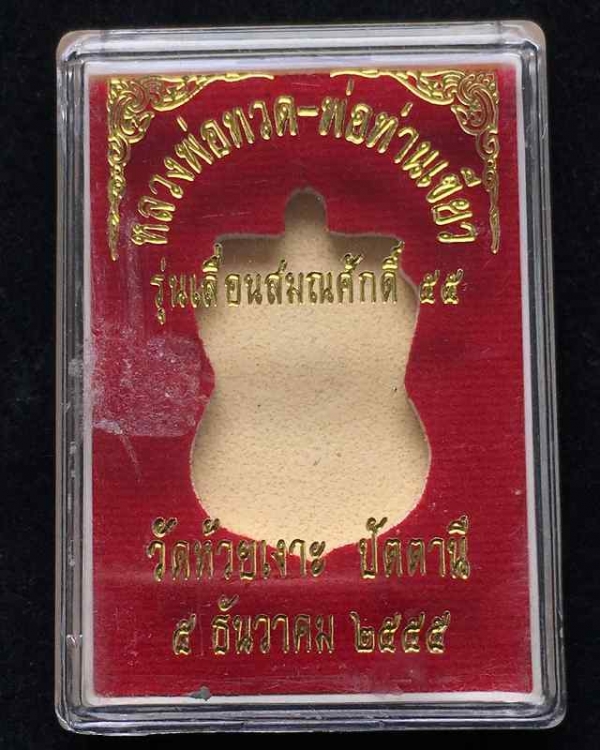 หลวงพ่อทวด-พ่อท่านเขียว
รุ่นเลื่อนสมณศักดิ์ ๕๕
วัดห้วยเงาะ ปัตตานี
๕ ธันวาคม ๒๕๕๕